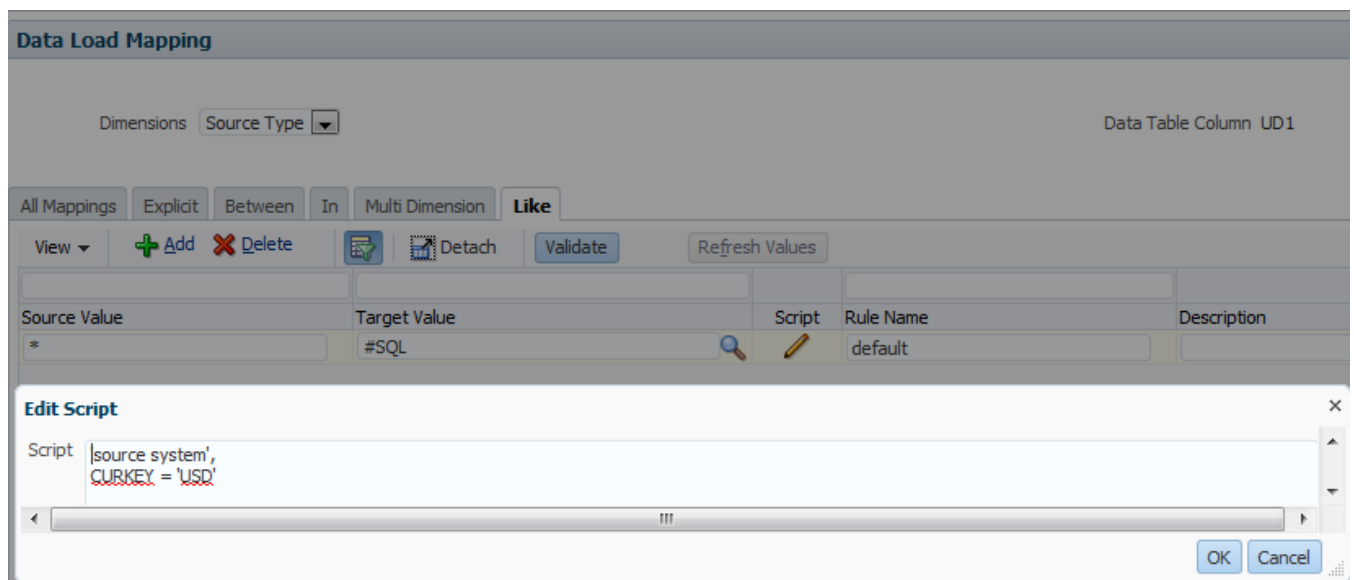 Data Load Mapping
Dimensions Source Type Data Table Column UD1
All Mappings Explicit Between In Multi Dimension Like
View Add Delete Detach Validate Refresh Values
Source Value Target Value Script Rule Name Description
* #SQL default
Edit Script
Script source system',
CURKEY = 'USD'
OK Cancel